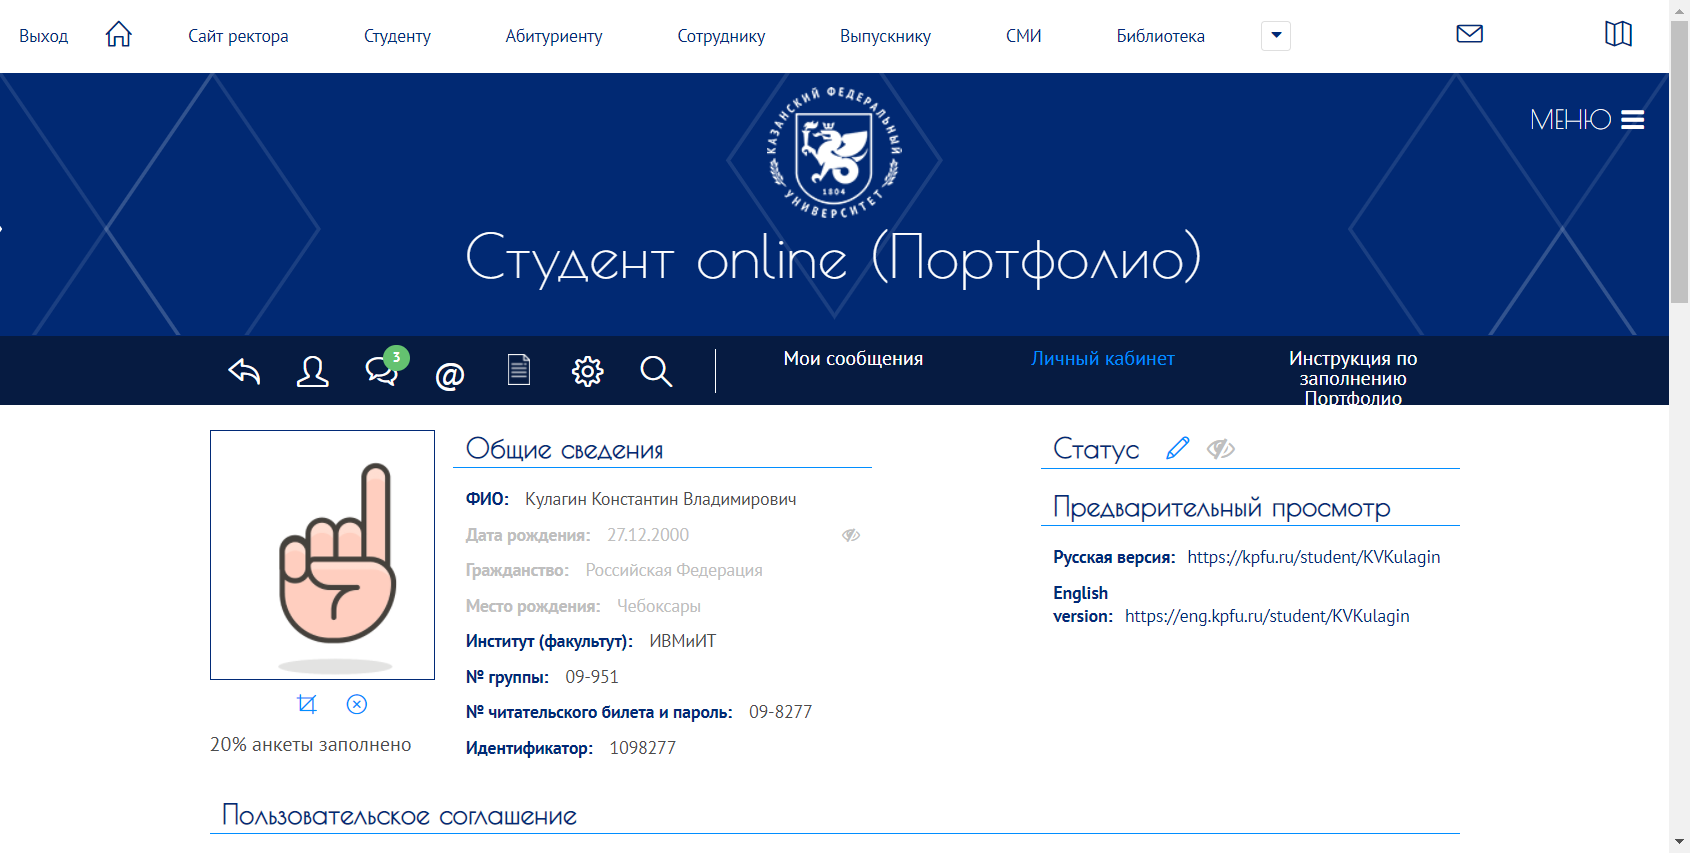 Выход Сайт ректора Студенту Абитуриенту Сотруднику Выпускнику СМИ Библиотека
КАЗАНСКИЙ ФЕДЕРАЛЬНЫЙ
1804
УНИВЕРСИТЕТ
МЕНЮ
Студент online (Портфолио)
3
@
Мои сообщения
Личный кабинет
Инструкция по
заполнению
Портфолио
Общие сведения
ФИО: Кулагин Константин Владимирович
Дата рождения: 27.12.2000
Гражданство: Российская Федерация
Место рождения: Чебоксары
Институт (факультут): ИВМиИТ
№ группы: 09-951
№ читательского билета и пароль: 09-8277
Идентификатор: 1098277
20% анкеты заполнено
Статус
Предварительный просмотр
Русская версия: https://kpfu.ru/student/KVKulagin
English
version: https://eng.kpfu.ru/student/KVKulagin
Пользовательское соглашение